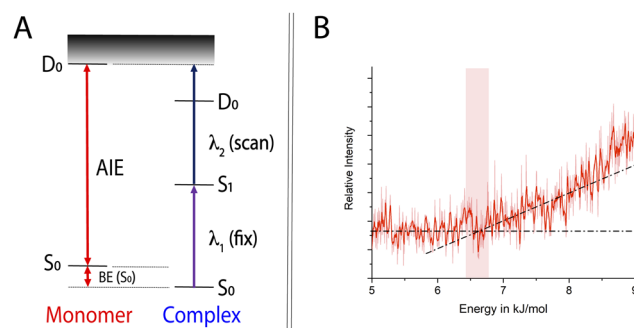 A
D₀
D₀
AIE
λ₂ (scan)
S₁
λ₁ (fix)
S₀
BE (S₀)
S₀
Monomer
Complex
B
Relative Intensity
5
6
7
8
9
Energy in kJ/mol